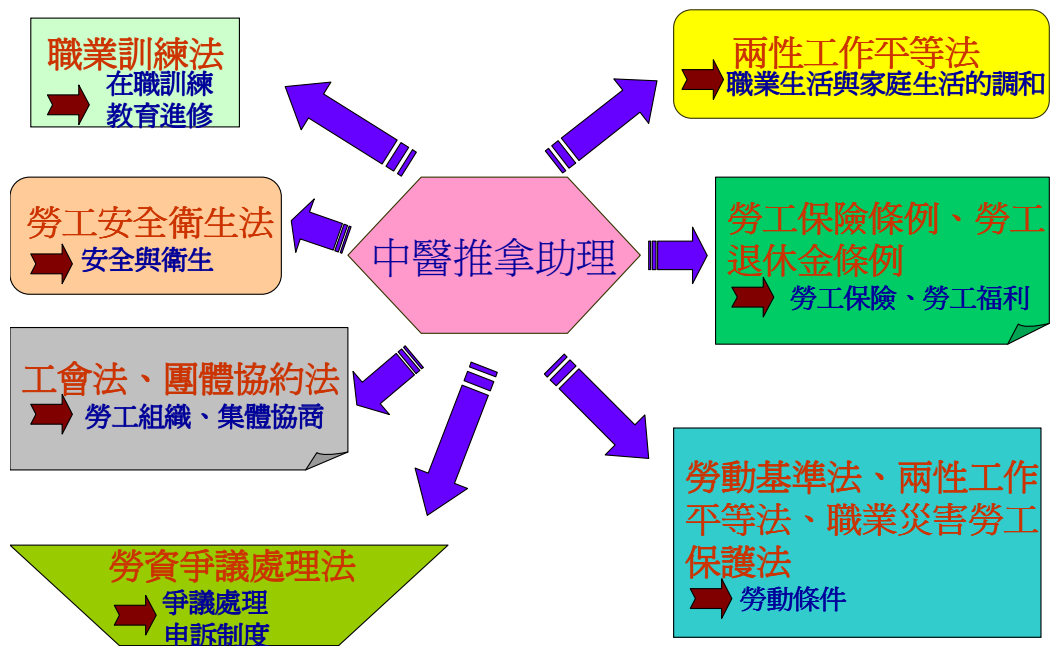 職業訓練法
在職訓練
教育進修
兩性工作平等法
職業生活與家庭生活的調和
勞工安全衛生法
安全與衛生
中醫推拿助理
勞工保險條例、勞工
退休金條例
勞工保險、勞工福利
工會法、團體協約法
勞工組織、集體協商
勞動基準法、兩性工作
平等法、職業災害勞工
保護法
勞動條件
勞資爭議處理法
爭議處理
申訴制度